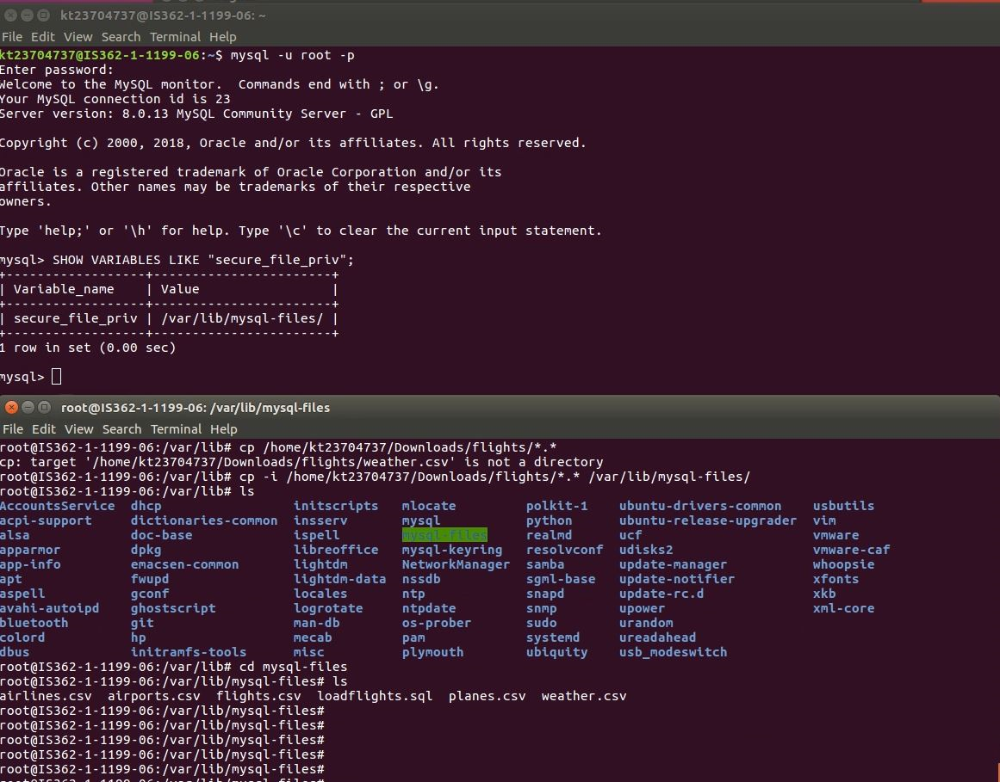 kt23704737@IS362-1-1199-06: ~
File Edit View Search Terminal Help
kt23704737@IS362-1-1199-06:~$ mysql -u root -p
Enter password:
Welcome to the MySQL monitor.  Commands end with ; or \g.
Your MySQL connection id is 23
Server version: 8.0.13 MySQL Community Server - GPL
Copyright (c) 2000, 2018, Oracle and/or its affiliates. All rights reserved.
Oracle is a registered trademark of Oracle Corporation and/or its
affiliates. Other names may be trademarks of their respective
owners.
Type 'help;' or '\h' for help. Type '\c' to clear the current input statement.
mysql> SHOW VARIABLES LIKE "secure_file_priv";
+------------------+-----------------------+
| Variable_name    | Value                 |
+------------------+-----------------------+
| secure_file_priv | /var/lib/mysql-files/ |
+------------------+-----------------------+
1 row in set (0.00 sec)
mysql>
root@IS362-1-1199-06: /var/lib/mysql-files
File Edit View Search Terminal Help
root@IS362-1-1199-06:/var/lib# cp /home/kt23704737/Downloads/flights/*.*
cp: target '/home/kt23704737/Downloads/flights/weather.csv' is not a directory
root@IS362-1-1199-06:/var/lib# cp -i /home/kt23704737/Downloads/flights/*.* /var/lib/mysql-files/
root@IS362-1-1199-06:/var/lib# ls
AccountsService  dhcp                 initscripts    mlocate         polkit-1    ubuntu-drivers-common    usbutils
acpi-support     dictionaries-common  insserv        mysql           python      ubuntu-release-upgrader  vim
alsa             doc-base             ispell         mysql-files     realmd      ucf                      vmware
apparmor         dpkg                 libreoffice    mysql-keyring   resolvconf  udisks2                  vmware-caf
app-info         emacsen-common       lightdm        NetworkManager  samba       update-manager           whoopsie
apt              fwupd                lightdm-data   nssdb           sgml-base   update-notifier          xfonts
aspell           gconf                locales        ntp             snapd       update-rc.d              xkb
avahi-autoipd    ghostscript          logrotate      ntpdate         snmp        upower                   xml-core
bluetooth        git                  man-db         os-prober       sudo        urandom
colord           hp                   mecab          pam             systemd     ureadahead
dbus             initramfs-tools      misc           plymouth        ubiquity    usb_modeswitch
root@IS362-1-1199-06:/var/lib# cd mysql-files
root@IS362-1-1199-06:/var/lib/mysql-files# ls
airlines.csv  airports.csv  flights.csv  loadflights.sql  planes.csv  weather.csv
root@IS362-1-1199-06:/var/lib/mysql-files#
root@IS362-1-1199-06:/var/lib/mysql-files#
root@IS362-1-1199-06:/var/lib/mysql-files#
root@IS362-1-1199-06:/var/lib/mysql-files#
root@IS362-1-1199-06:/var/lib/mysql-files#
root@IS362-1-1199-06:/var/lib/mysql-files#